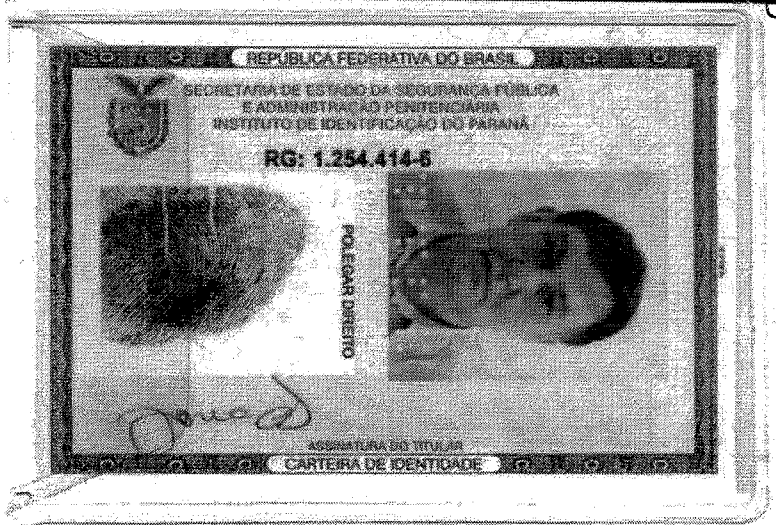 REPÚBLICA FEDERATIVA DO BRASIL
SECRETARIA DE ESTADO DA SEGURANÇA PÚBLICA
E ADMINISTRAÇÃO PENITENCIÁRIA
INSTITUTO DE IDENTIFICAÇÃO DO PARANÁ
RG: 1.254.414-6
POLEGAR DIREITO
ASSINATURA DO TITULAR
CARTEIRA DE IDENTIDADE